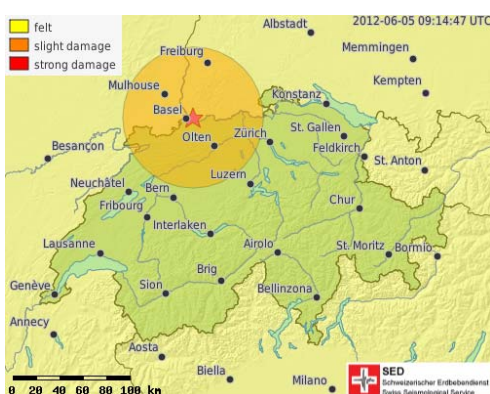 felt
slight damage
strong damage
2012-06-05 09:14:47 UTC
Albstadt
Freiburg
Memmingen
Mulhouse
Kempten
Konstanz
Basel
Zürich
St. Gallen
Olten
Feldkirch
Besançon
St. Anton
Luzern
Neuchâtel
Bern
Chur
Fribourg
Interlaken
Lausanne
Airolo
St. Moritz
Bormio
Brig
Sion
Genève
Bellinzona
Annecy
Aosta
Biella
Milano
0 20 40 60 80 100 km
SED
Schweizerischer Erdbebendienst
Swiss Seismological Service